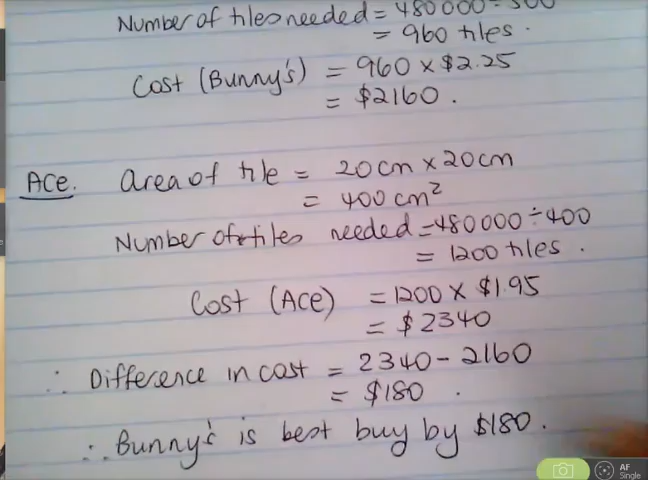 Number of tiles needed = 480000 ÷ 500
= 960 tiles.
Cost (Bunny's) = 960 × $2.25
= $2160.
ACE. Area of tile = 20cm × 20cm
= 400 cm²
Number of tiles needed = 480000 ÷ 400
= 1200 tiles.
Cost (ACE) = 1200 × $1.95
= $2340
∴ Difference in cost = 2340 - 2160
= $180.
∴ Bunny's is best buy by $180.
AF
Single